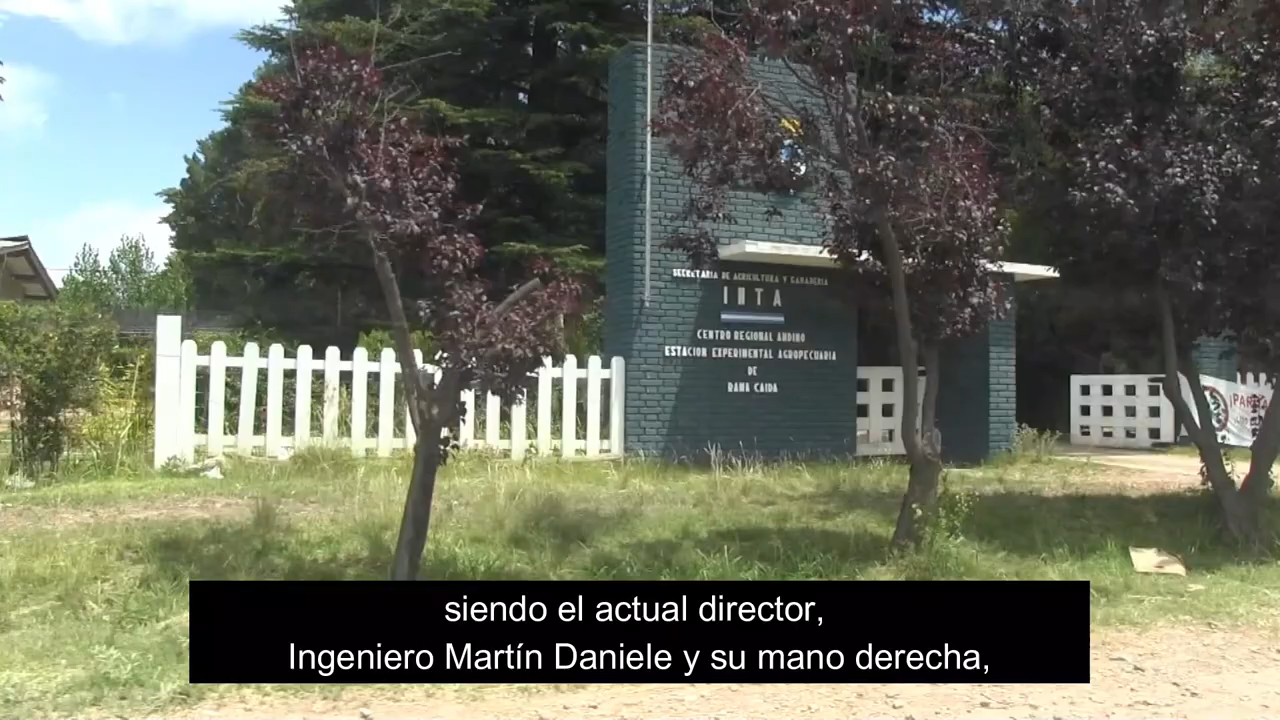 SECRETARIA DE AGRICULTURA Y GANADERIA
INTA
CENTRO REGIONAL ANDINO
ESTACION EXPERIMENTAL AGROPECUARIA
DE
RAMA CAIDA
siendo el actual director,
Ingeniero Martín Daniele y su mano derecha,